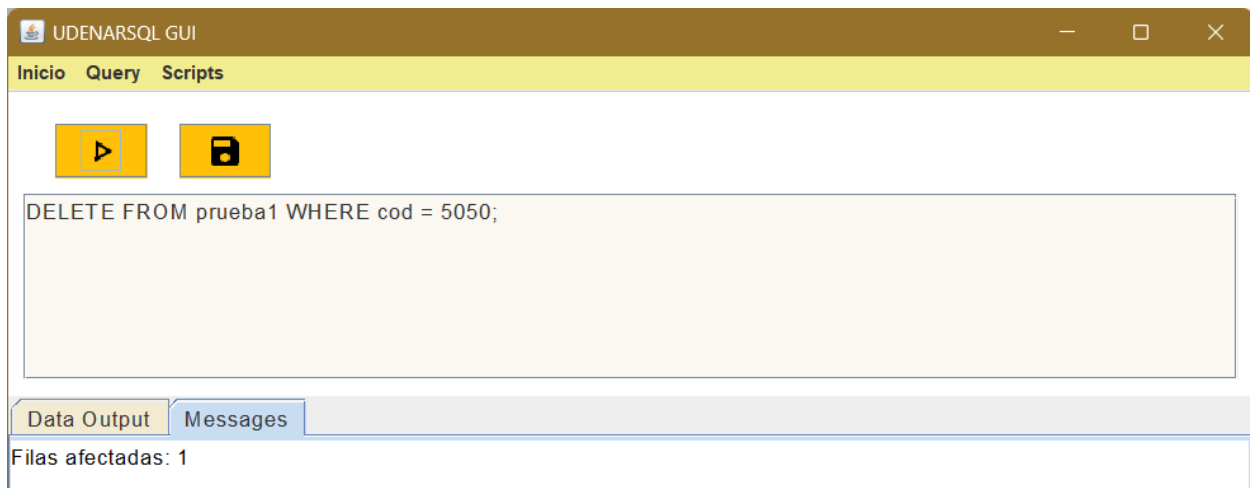 UDENARSQL GUI
Inicio Query Scripts
DELETE FROM prueba1 WHERE cod = 5050;
Data Output Messages
Filas afectadas: 1